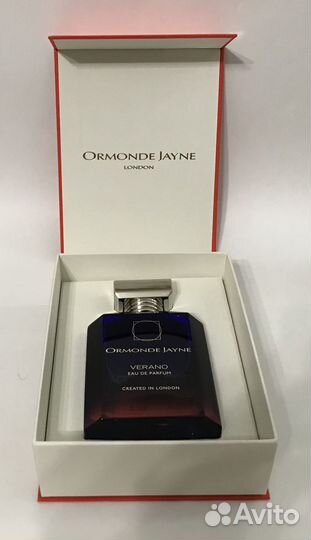 ORMONDE JAYNE
LONDON
ORMONDE JAYNE
VERANO
EAU DE PARFUM
CREATED IN LONDON
Avito